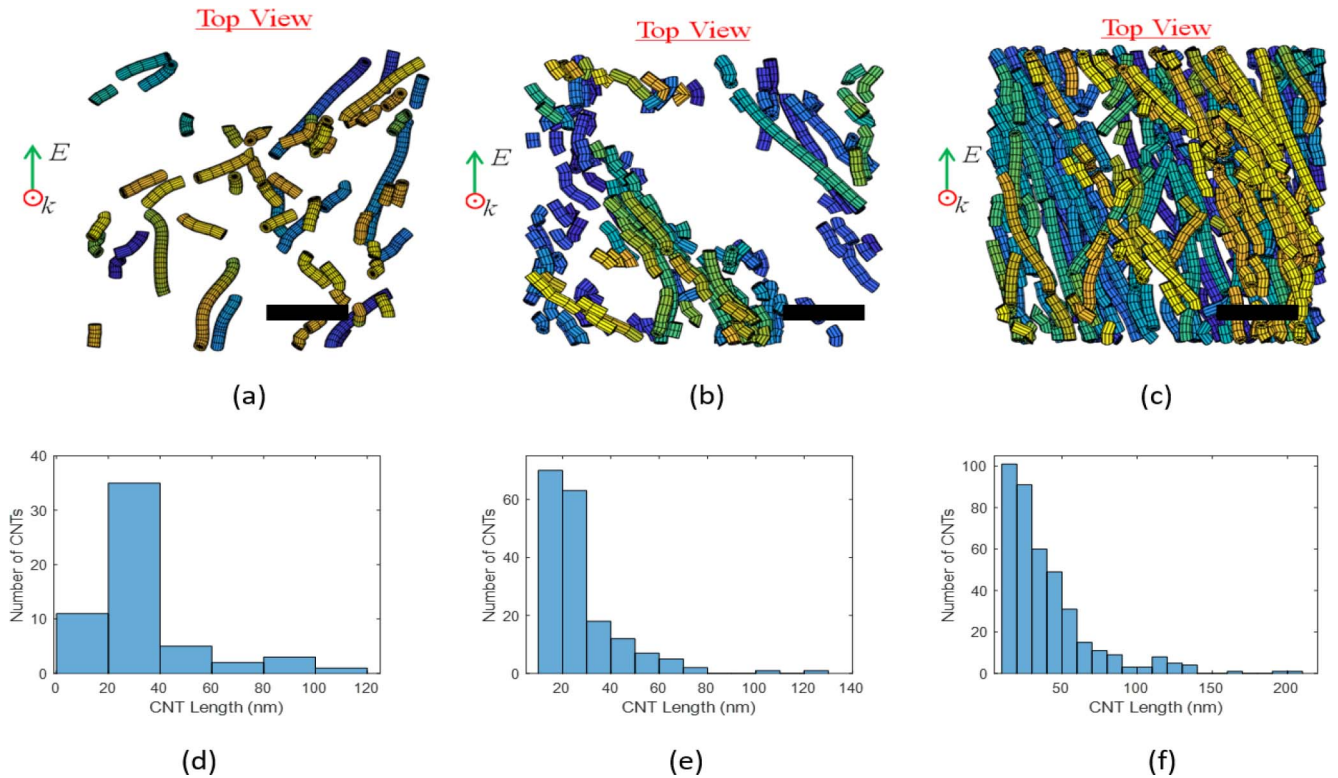 Top View
Top View
Top View
E
k
E
k
E
k
(a)
(b)
(c)
40
30
20
10
0
Number of CNTs
0 20 40 60 80 100 120
CNT Length (nm)
60
40
20
0
Number of CNTs
20 40 60 80 100 120 140
CNT Length (nm)
100
80
60
40
20
0
Number of CNTs
50 100 150 200
CNT Length (nm)
(d)
(e)
(f)